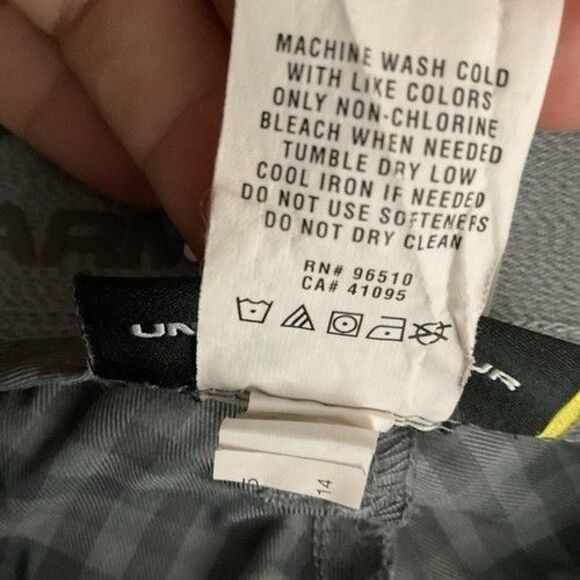 MACHINE WASH COLD
WITH LIKE COLORS
ONLY NON-CHLORINE
BLEACH WHEN NEEDED
TUMBLE DRY LOW
COOL IRON IF NEEDED
DO NOT USE SOFTENERS
DO NOT DRY CLEAN
RN# 96510
CA# 41095
14